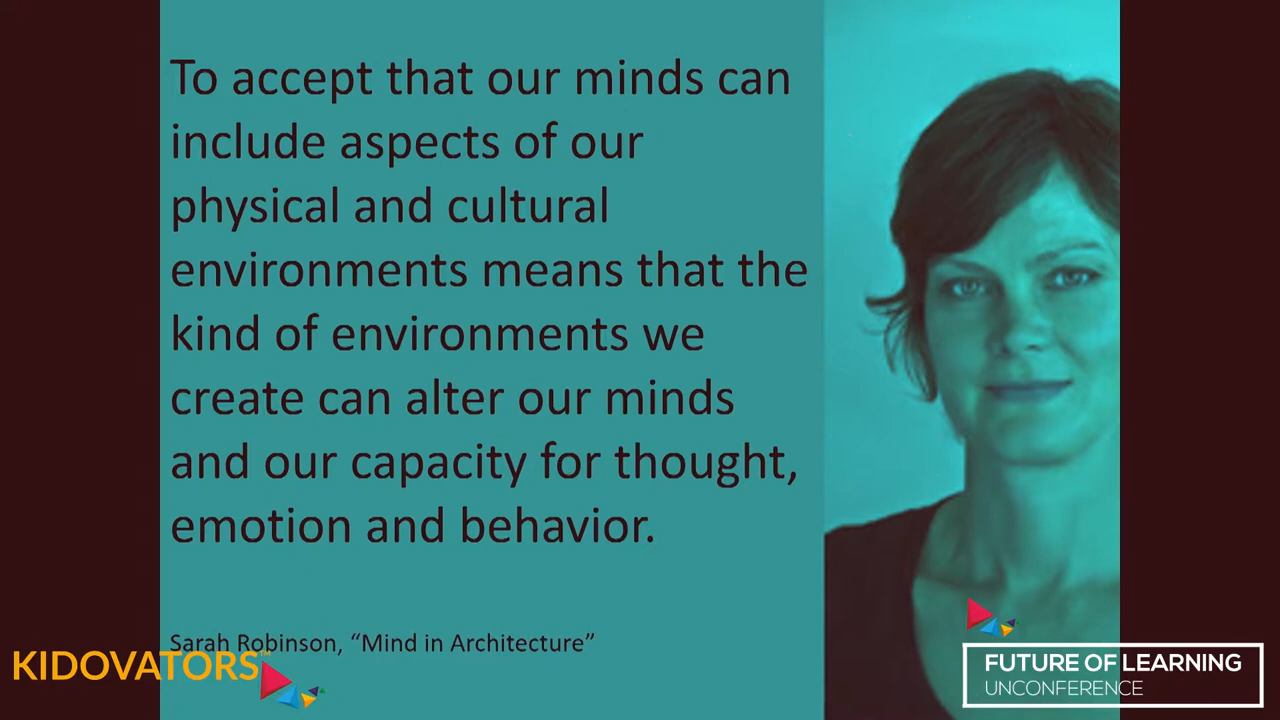 To accept that our minds can
include aspects of our
physical and cultural
environments means that the
kind of environments we
create can alter our minds
and our capacity for thought,
emotion and behavior.
Sarah Robinson, “Mind in Architecture”
KIDOVATORS™
FUTURE OF LEARNING
UNCONFERENCE